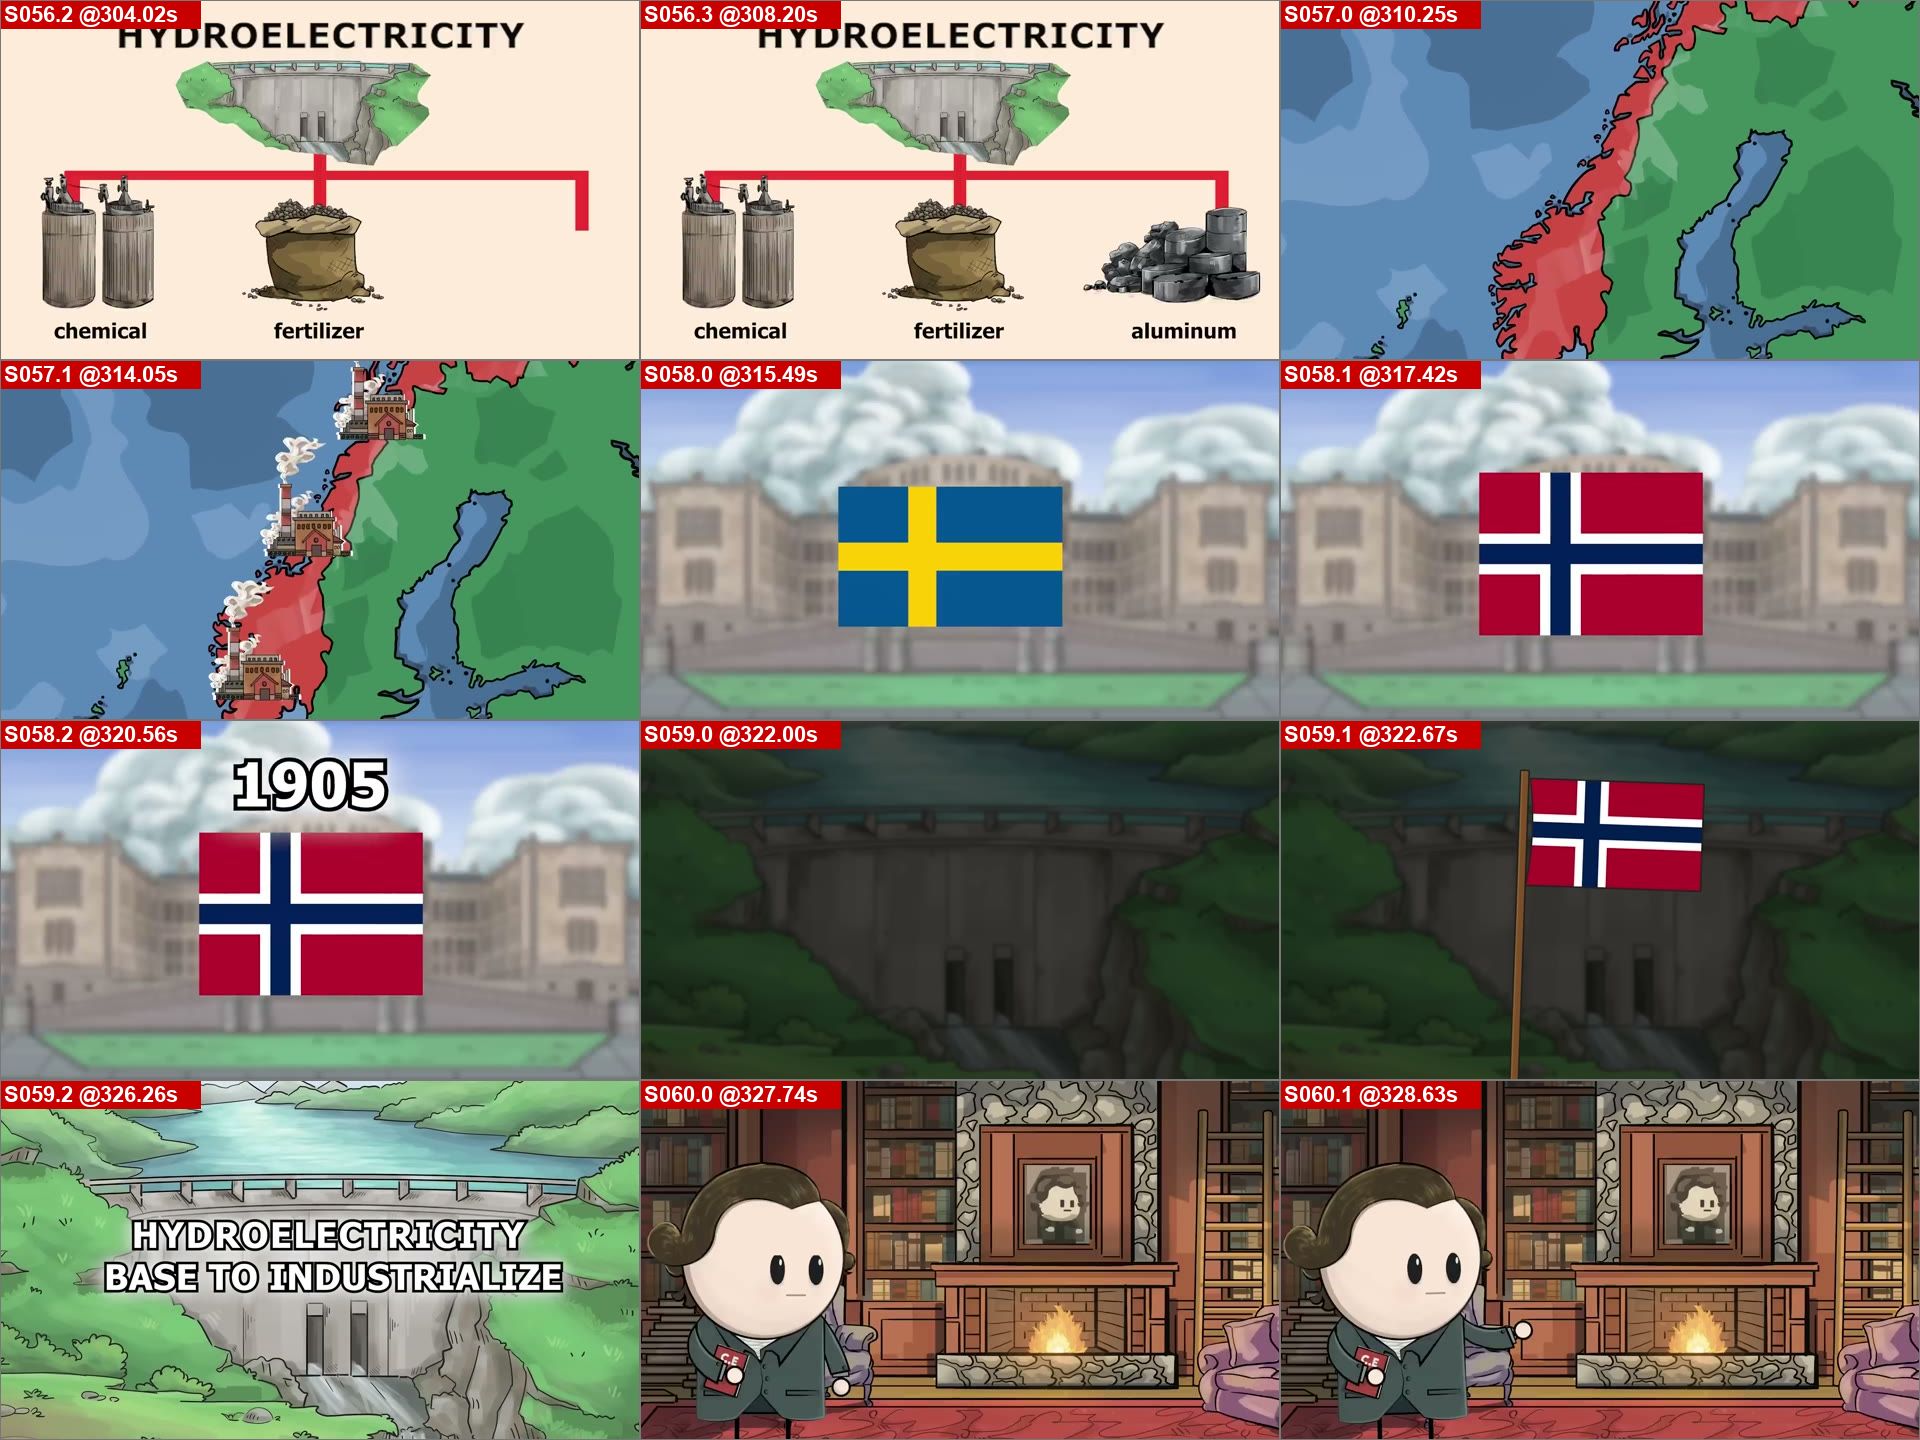 S056.2 @304.02s
HYDROELECTRICITY
chemical
fertilizer
S056.3 @308.20s
HYDROELECTRICITY
chemical
fertilizer
aluminum
S057.0 @310.25s
S057.1 @314.05s
S058.0 @315.49s
S058.1 @317.42s
S058.2 @320.56s
1905
S059.0 @322.00s
S059.1 @322.67s
S059.2 @326.26s
HYDROELECTRICITY
BASE TO INDUSTRIALIZE
S060.0 @327.74s
C.E
S060.1 @328.63s
C.E